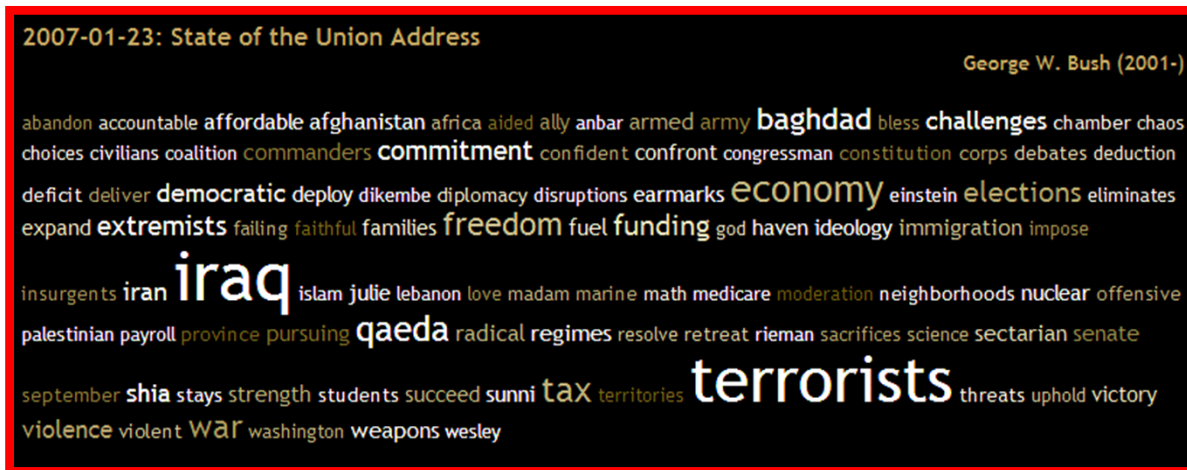 2007-01-23: State of the Union Address
George W. Bush (2001-)
abandon accountable affordable afghanistan africa aided ally anbar armed army baghdad bless challenges chamber chaos
choices civilians coalition commanders commitment confident confront congressman constitution corps debates deduction
deficit deliver democratic deploy dikembe diplomacy disruptions earmarks economy einstein elections eliminates
expand extremists failing faithful families freedom fuel funding god haven ideology immigration impose
insurgents iran iraq islam julie lebanon love madam marine math medicare moderation neighborhoods nuclear offensive
palestinian payroll province pursuing qaeda radical regimes resolve retreat rieman sacrifices science sectarian senate
september shia stays strength students succeed sunni tax territories terrorists threats uphold victory
violence violent war washington weapons wesley